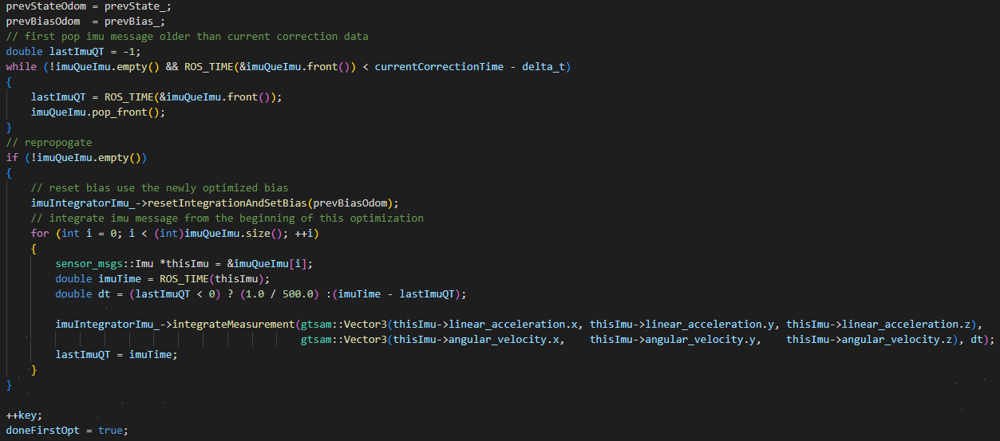 prevStateOdom = prevState_;
prevBiasOdom  = prevBias_;
// first pop imu message older than current correction data
double lastImuQT = -1;
while (!imuQueImu.empty() && ROS_TIME(&imuQueImu.front()) < currentCorrectionTime - delta_t)
{
    lastImuQT = ROS_TIME(&imuQueImu.front());
    imuQueImu.pop_front();
}
// repropogate
if (!imuQueImu.empty())
{
    // reset bias use the newly optimized bias
    imuIntegratorImu_->resetIntegrationAndSetBias(prevBiasOdom);
    // integrate imu message from the beginning of this optimization
    for (int i = 0; i < (int)imuQueImu.size(); ++i)
    {
        sensor_msgs::Imu *thisImu = &imuQueImu[i];
        double imuTime = ROS_TIME(thisImu);
        double dt = (lastImuQT < 0) ? (1.0 / 500.0) :(imuTime - lastImuQT);

        imuIntegratorImu_->integrateMeasurement(gtsam::Vector3(thisImu->linear_acceleration.x, thisImu->linear_acceleration.y, thisImu->linear_acceleration.z),
                                                gtsam::Vector3(thisImu->angular_velocity.x,    thisImu->angular_velocity.y,    thisImu->angular_velocity.z), dt);
        lastImuQT = imuTime;
    }
}

++key;
doneFirstOpt = true;